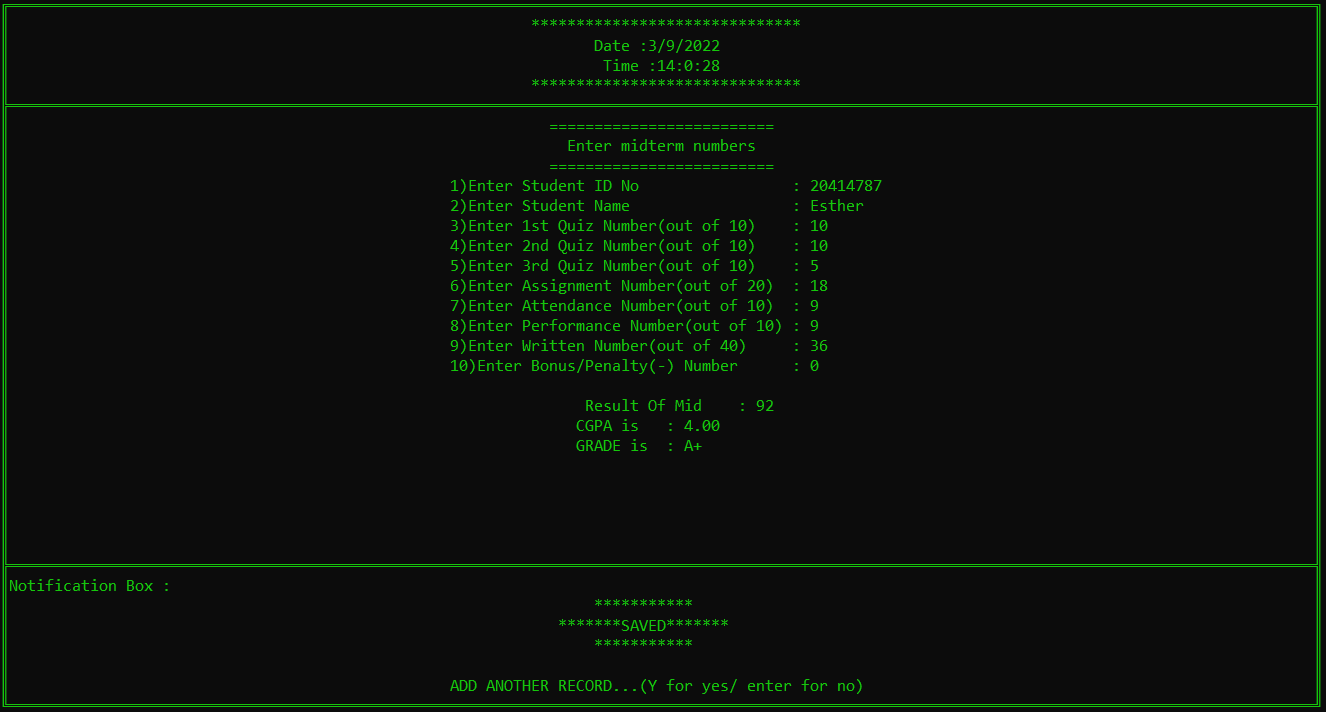 ******************************
Date :3/9/2022
Time :14:0:28
******************************
=========================
Enter midterm numbers
=========================
1)Enter Student ID No                 : 20414787
2)Enter Student Name                  : Esther
3)Enter 1st Quiz Number(out of 10)    : 10
4)Enter 2nd Quiz Number(out of 10)    : 10
5)Enter 3rd Quiz Number(out of 10)    : 5
6)Enter Assignment Number(out of 20)  : 18
7)Enter Attendance Number(out of 10)  : 9
8)Enter Performance Number(out of 10) : 9
9)Enter Written Number(out of 40)     : 36
10)Enter Bonus/Penalty(-) Number      : 0
Result Of Mid    : 92
CGPA is   : 4.00
GRADE is  : A+
Notification Box :
***********
*******SAVED*******
***********
ADD ANOTHER RECORD...(Y for yes/ enter for no)